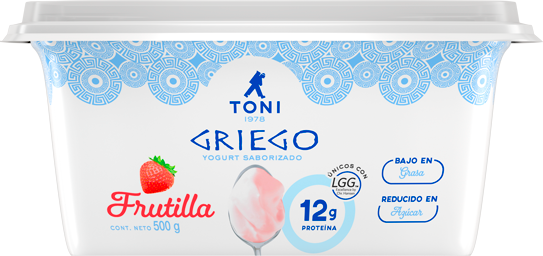 TONI
1978
GRIEGO
YOGURT SABORIZADO
Frutilla
CONT. NETO 500 g
12g
PROTEÍNA
ÚNICOS CON
LGG
BAJO EN
Grasa
REDUCIDO EN
Azúcar